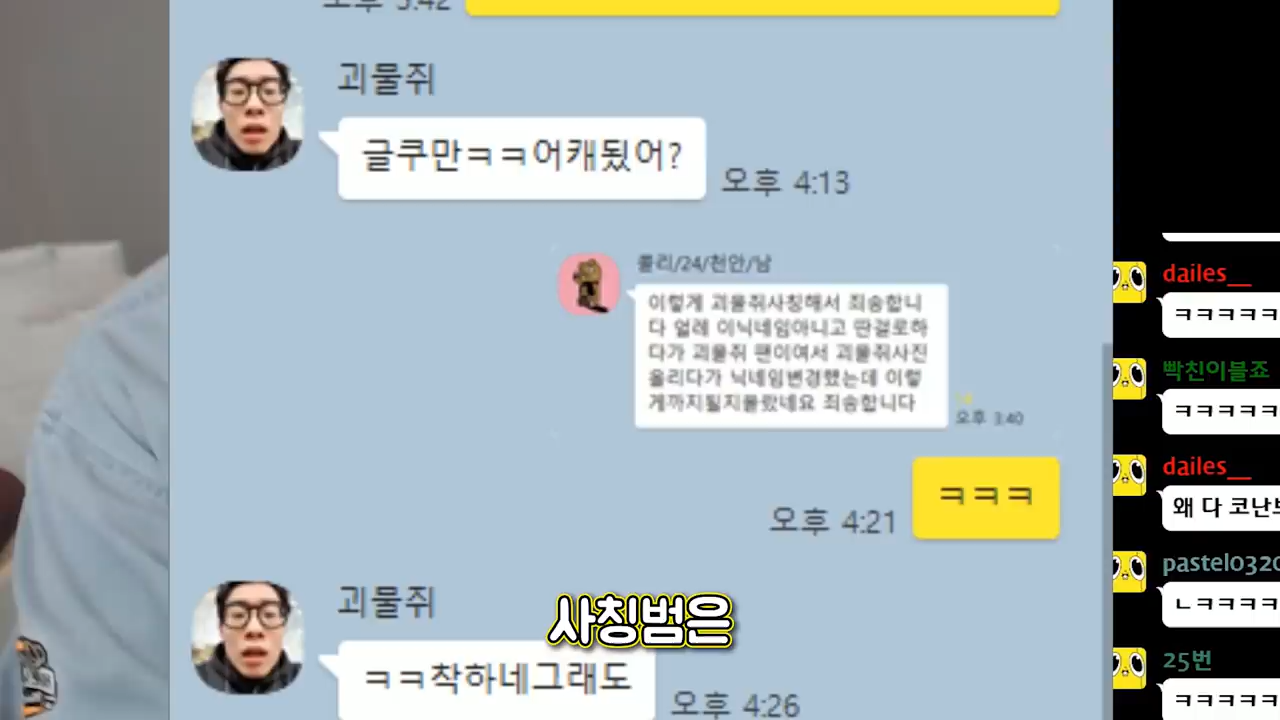 오후 3:42
괴물쥐
글쿠만ㅋㅋ어캐됬어?
오후 4:13
쫄리/24/천안/남
이렇게 괴물쥐사칭해서 죄송합니
다 얼레 이닉네임아니고 딴걸로하
다가 괴물쥐 팬이여서 괴물쥐사진
올리다가 닉네임변경했는데 이렇
게까지될지몰랐네요 죄송합니다
오후 3:40
ㅋㅋㅋ
오후 4:21
괴물쥐
ㅋㅋ착하네그래도
오후 4:26
사칭범은
dailes__
ㅋㅋㅋㅋㅋ
빡친이블죠
ㅋㅋㅋㅋㅋ
dailes__
왜 다 코난
pastel032
ㄴㅋㅋㅋㅋ
25번
ㅋㅋㅋㅋㅋ